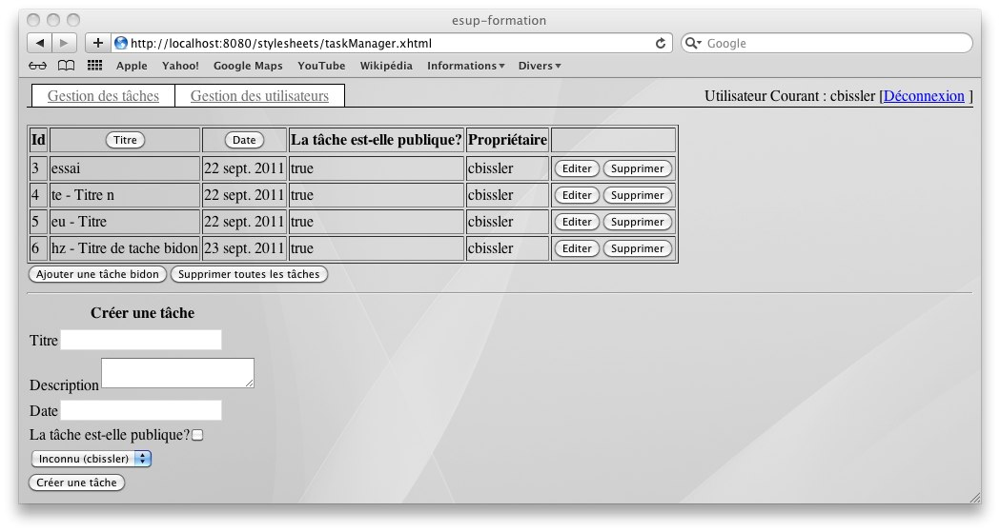 esup-formation
http://localhost:8080/stylesheets/taskManager.xhtml Google
Apple Yahoo! Google Maps YouTube Wikipédia Informations Divers
Gestion des tâches Gestion des utilisateurs Utilisateur Courant : cbissler [Déconnexion ]
Id Titre Date La tâche est-elle publique? Propriétaire
3 essai 22 sept. 2011 true cbissler Editer Supprimer
4 te - Titre n 22 sept. 2011 true cbissler Editer Supprimer
5 eu - Titre 22 sept. 2011 true cbissler Editer Supprimer
6 hz - Titre de tache bidon 23 sept. 2011 true cbissler Editer Supprimer
Ajouter une tâche bidon Supprimer toutes les tâches
Créer une tâche
Titre
Description
Date
La tâche est-elle publique?
Inconnu (cbissler)
Créer une tâche